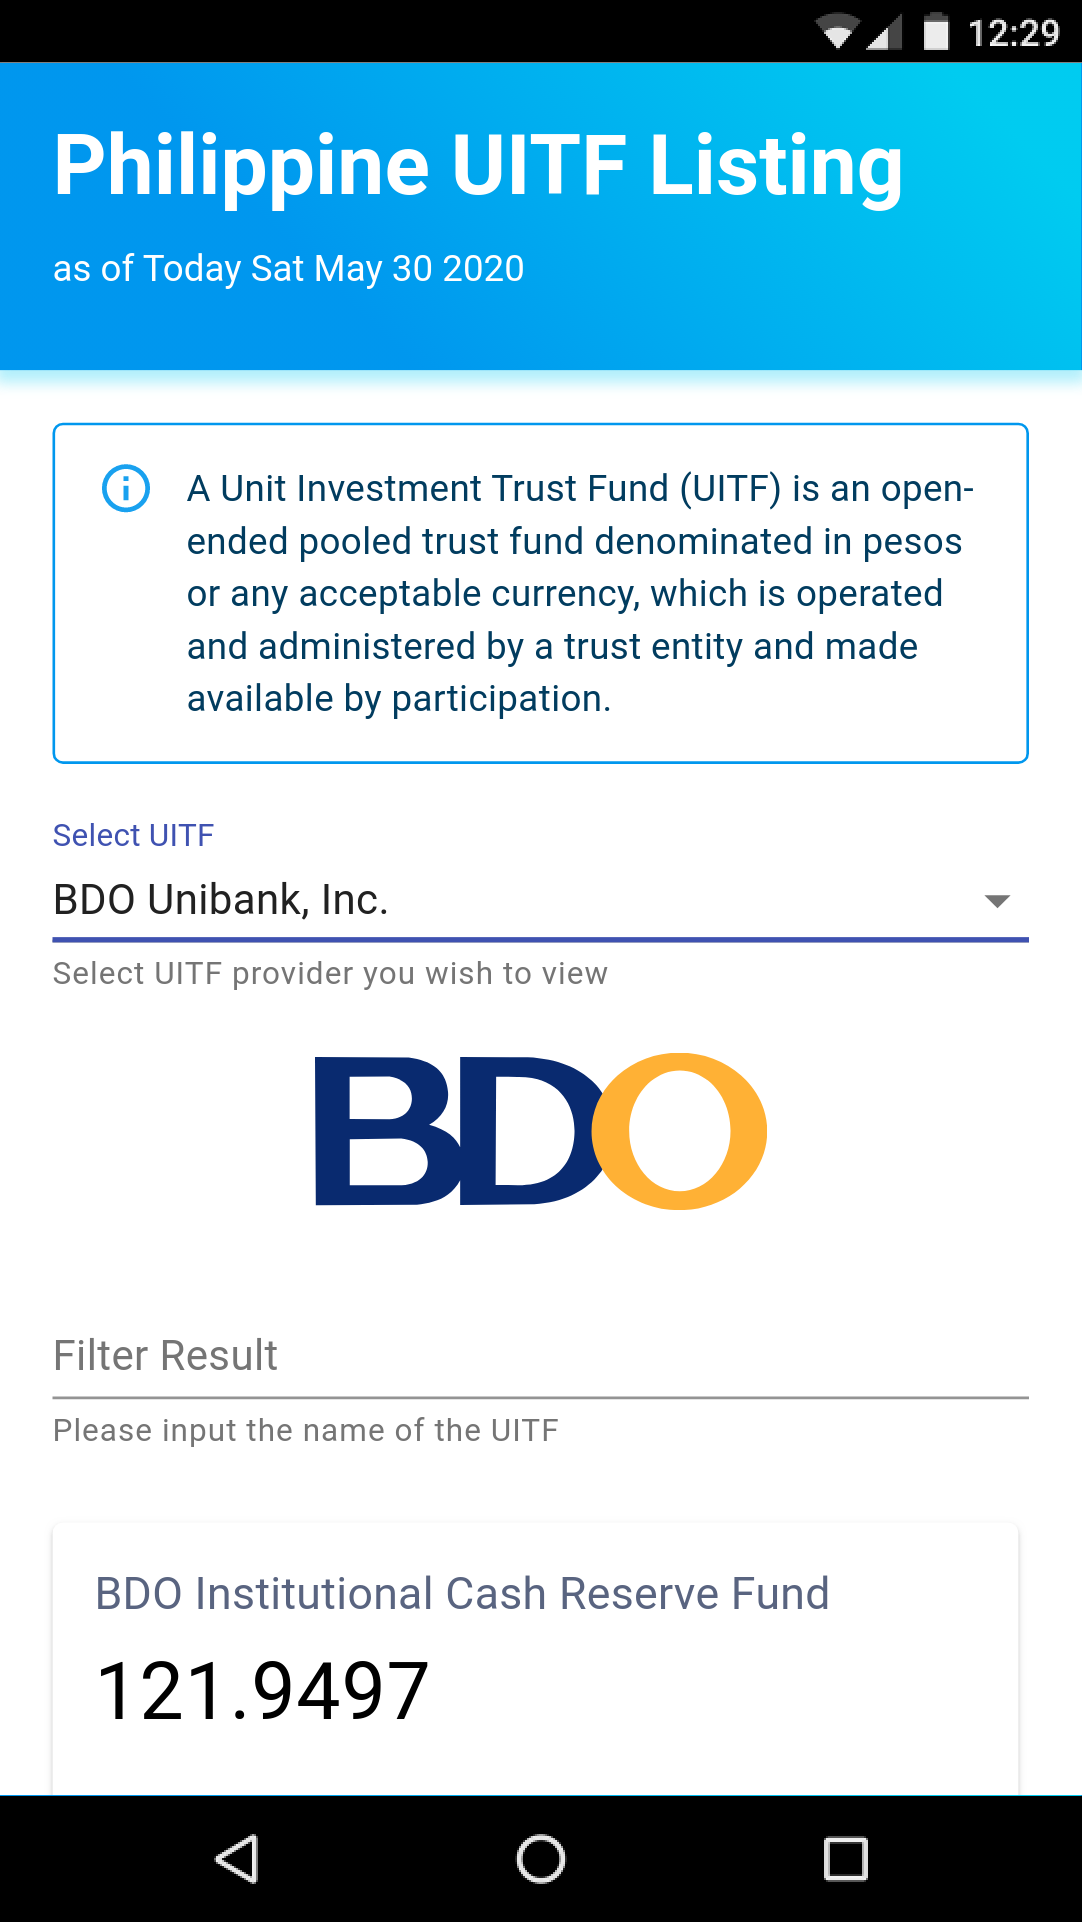 12:29
Philippine UITF Listing
as of Today Sat May 30 2020
A Unit Investment Trust Fund (UITF) is an open-
ended pooled trust fund denominated in pesos
or any acceptable currency, which is operated
and administered by a trust entity and made
available by participation.
Select UITF
BDO Unibank, Inc.
Select UITF provider you wish to view
BDO
Filter Result
Please input the name of the UITF
BDO Institutional Cash Reserve Fund
121.9497